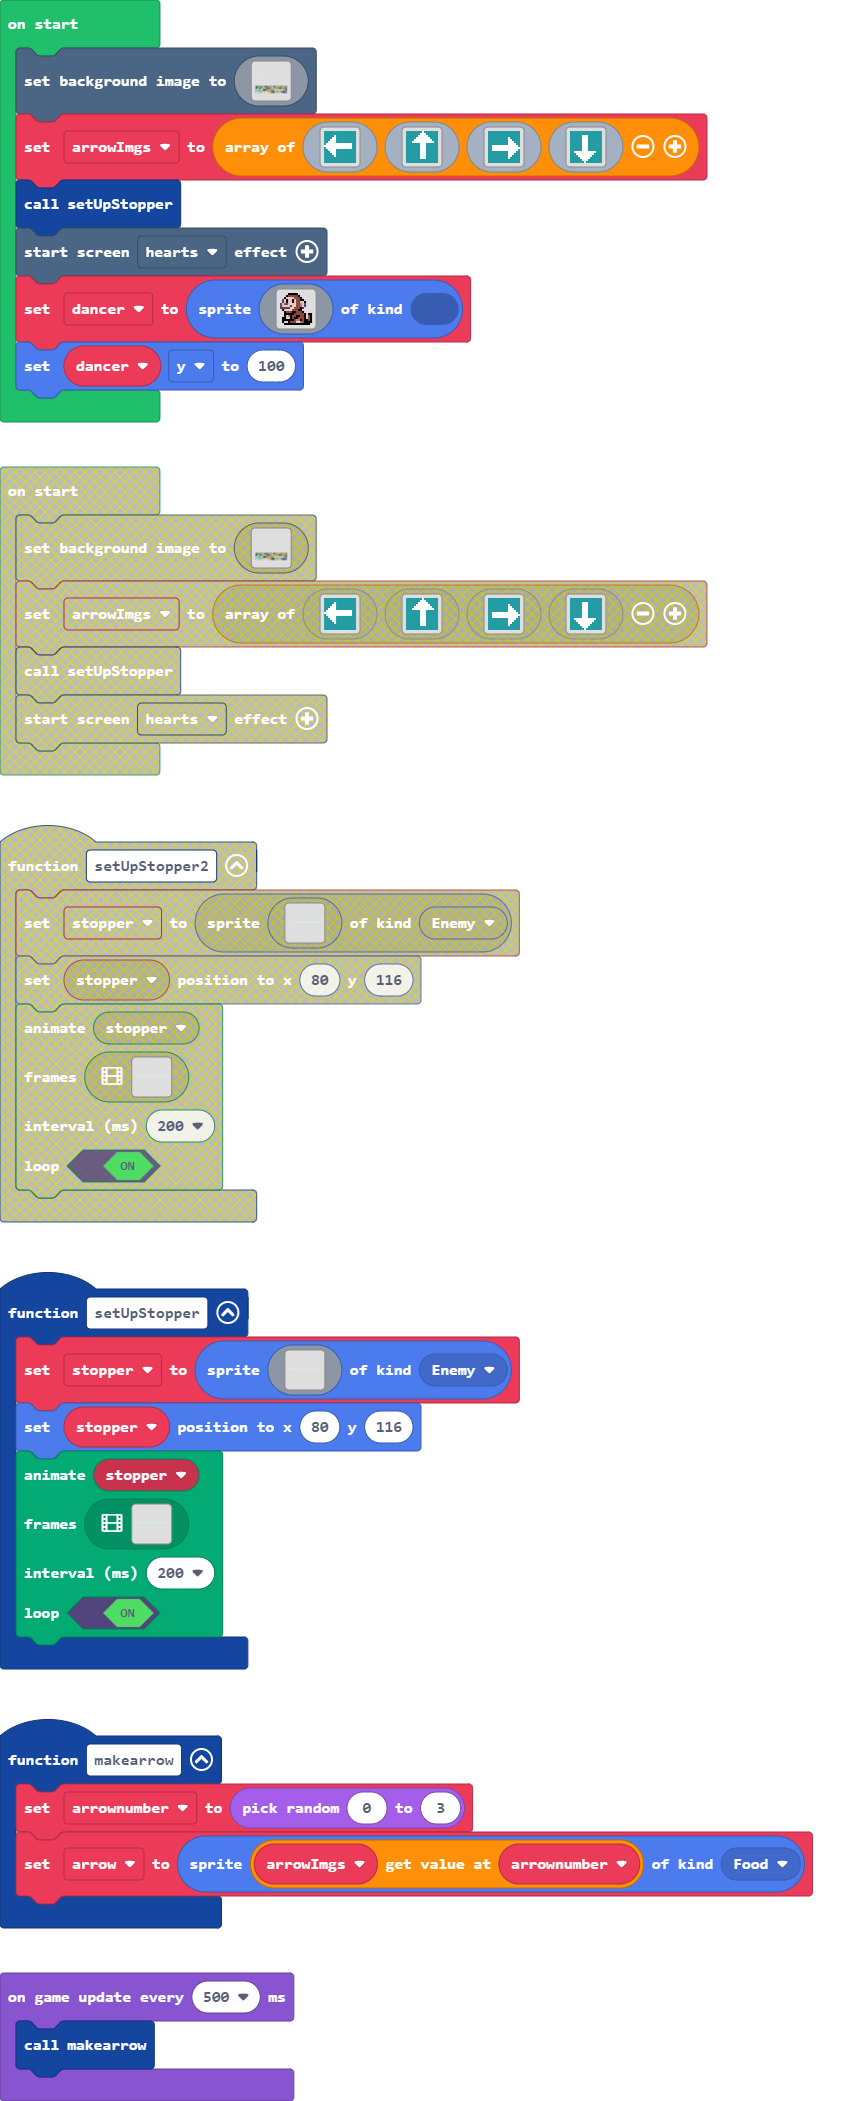 on start
set background image to
set arrowImgs to array of
call setUpStopper
start screen hearts effect
set dancer to sprite of kind
set dancer y to 100
on start
set background image to
set arrowImgs to array of
call setUpStopper
start screen hearts effect
function setUpStopper2
set stopper to sprite of kind Enemy
set stopper position to x 80 y 116
animate stopper
frames
interval (ms) 200
loop ON
function setUpStopper
set stopper to sprite of kind Enemy
set stopper position to x 80 y 116
animate stopper
frames
interval (ms) 200
loop ON
function makearrow
set arrownumber to pick random 0 to 3
set arrow to sprite arrowImgs get value at arrownumber of kind Food
on game update every 500 ms
call makearrow